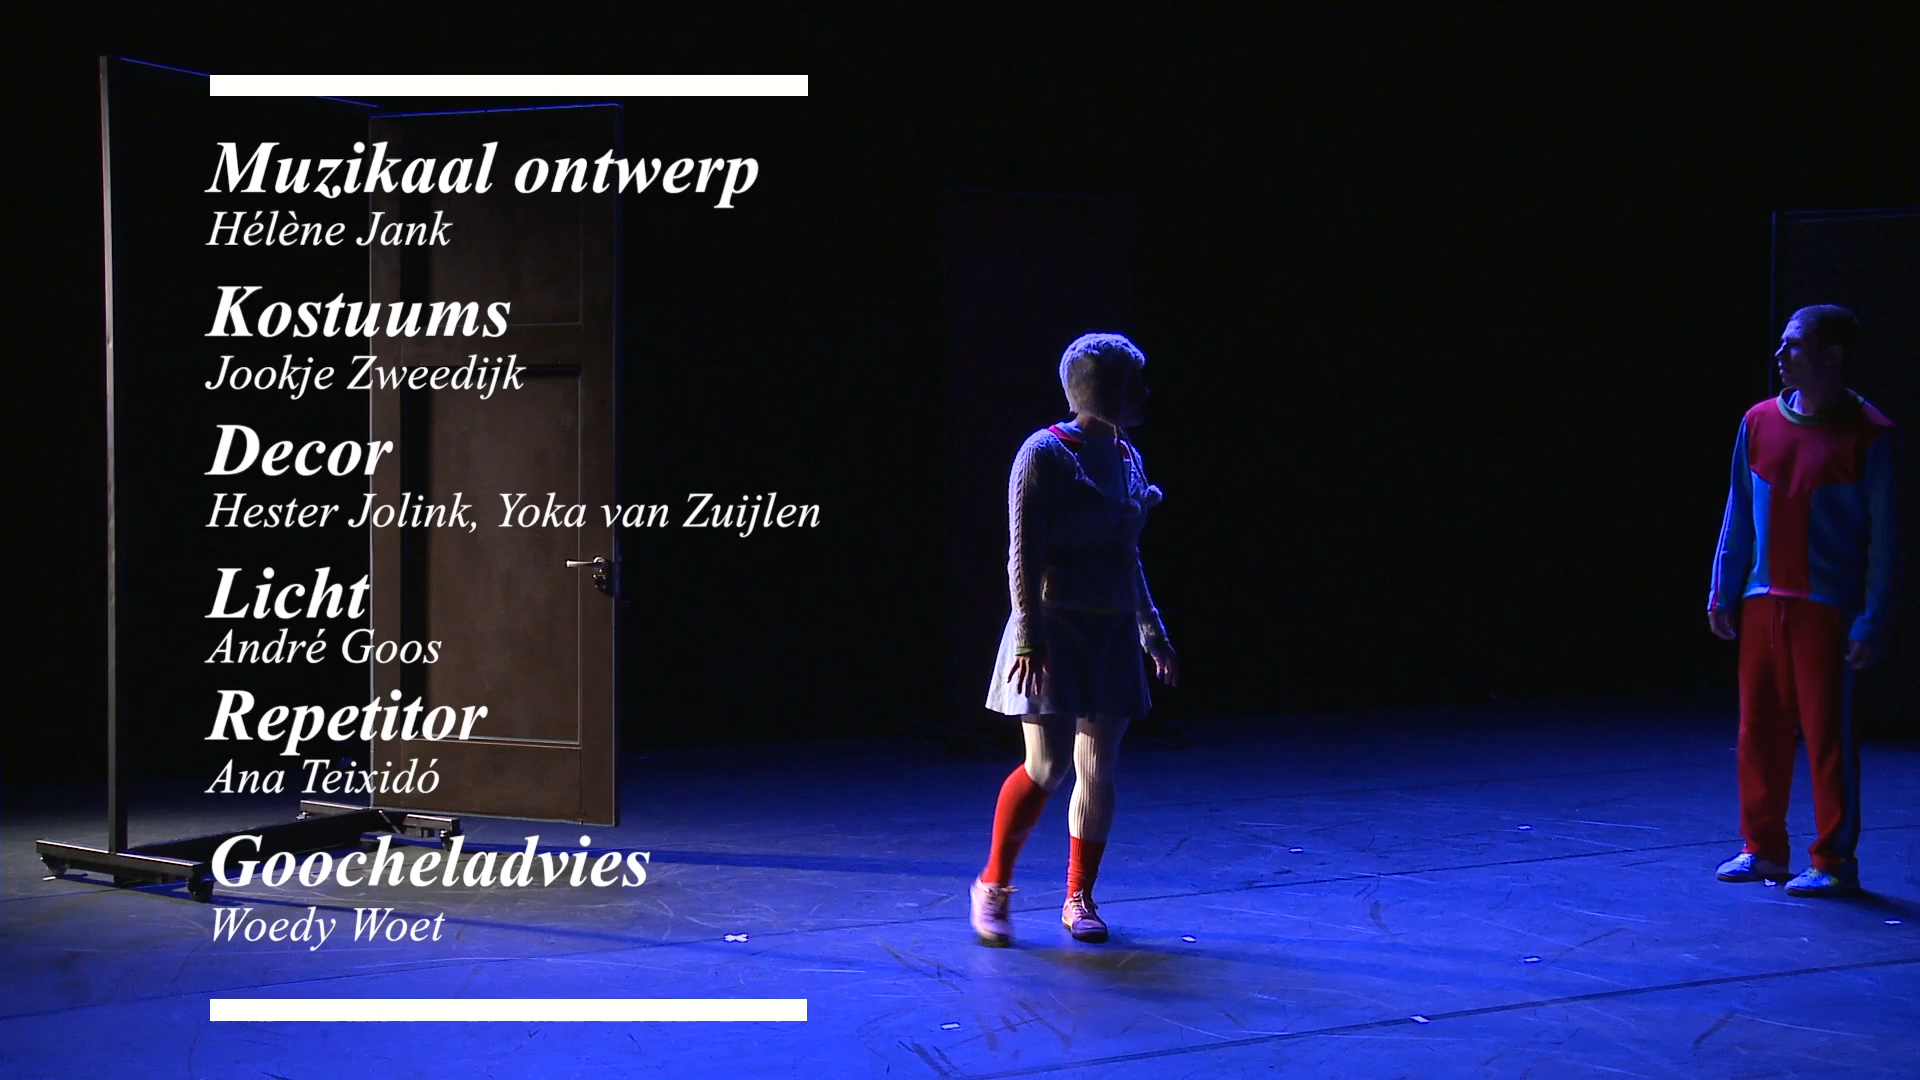 Muzikaal ontwerp
Hélène Jank
Kostuums
Jookje Zweedijk
Decor
Hester Jolink, Yoka van Zuijlen
Licht
André Goos
Repetitor
Ana Teixidó
Goocheladvies
Woedy Woet